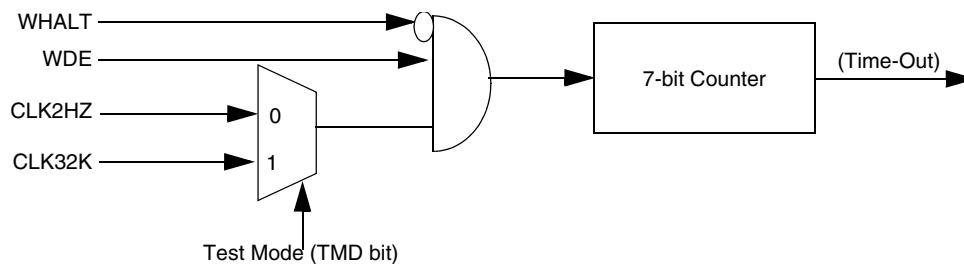 WHALT
WDE
CLK2HZ
CLK32K
0
1
7-bit Counter
(Time-Out)
Test Mode (TMD bit)